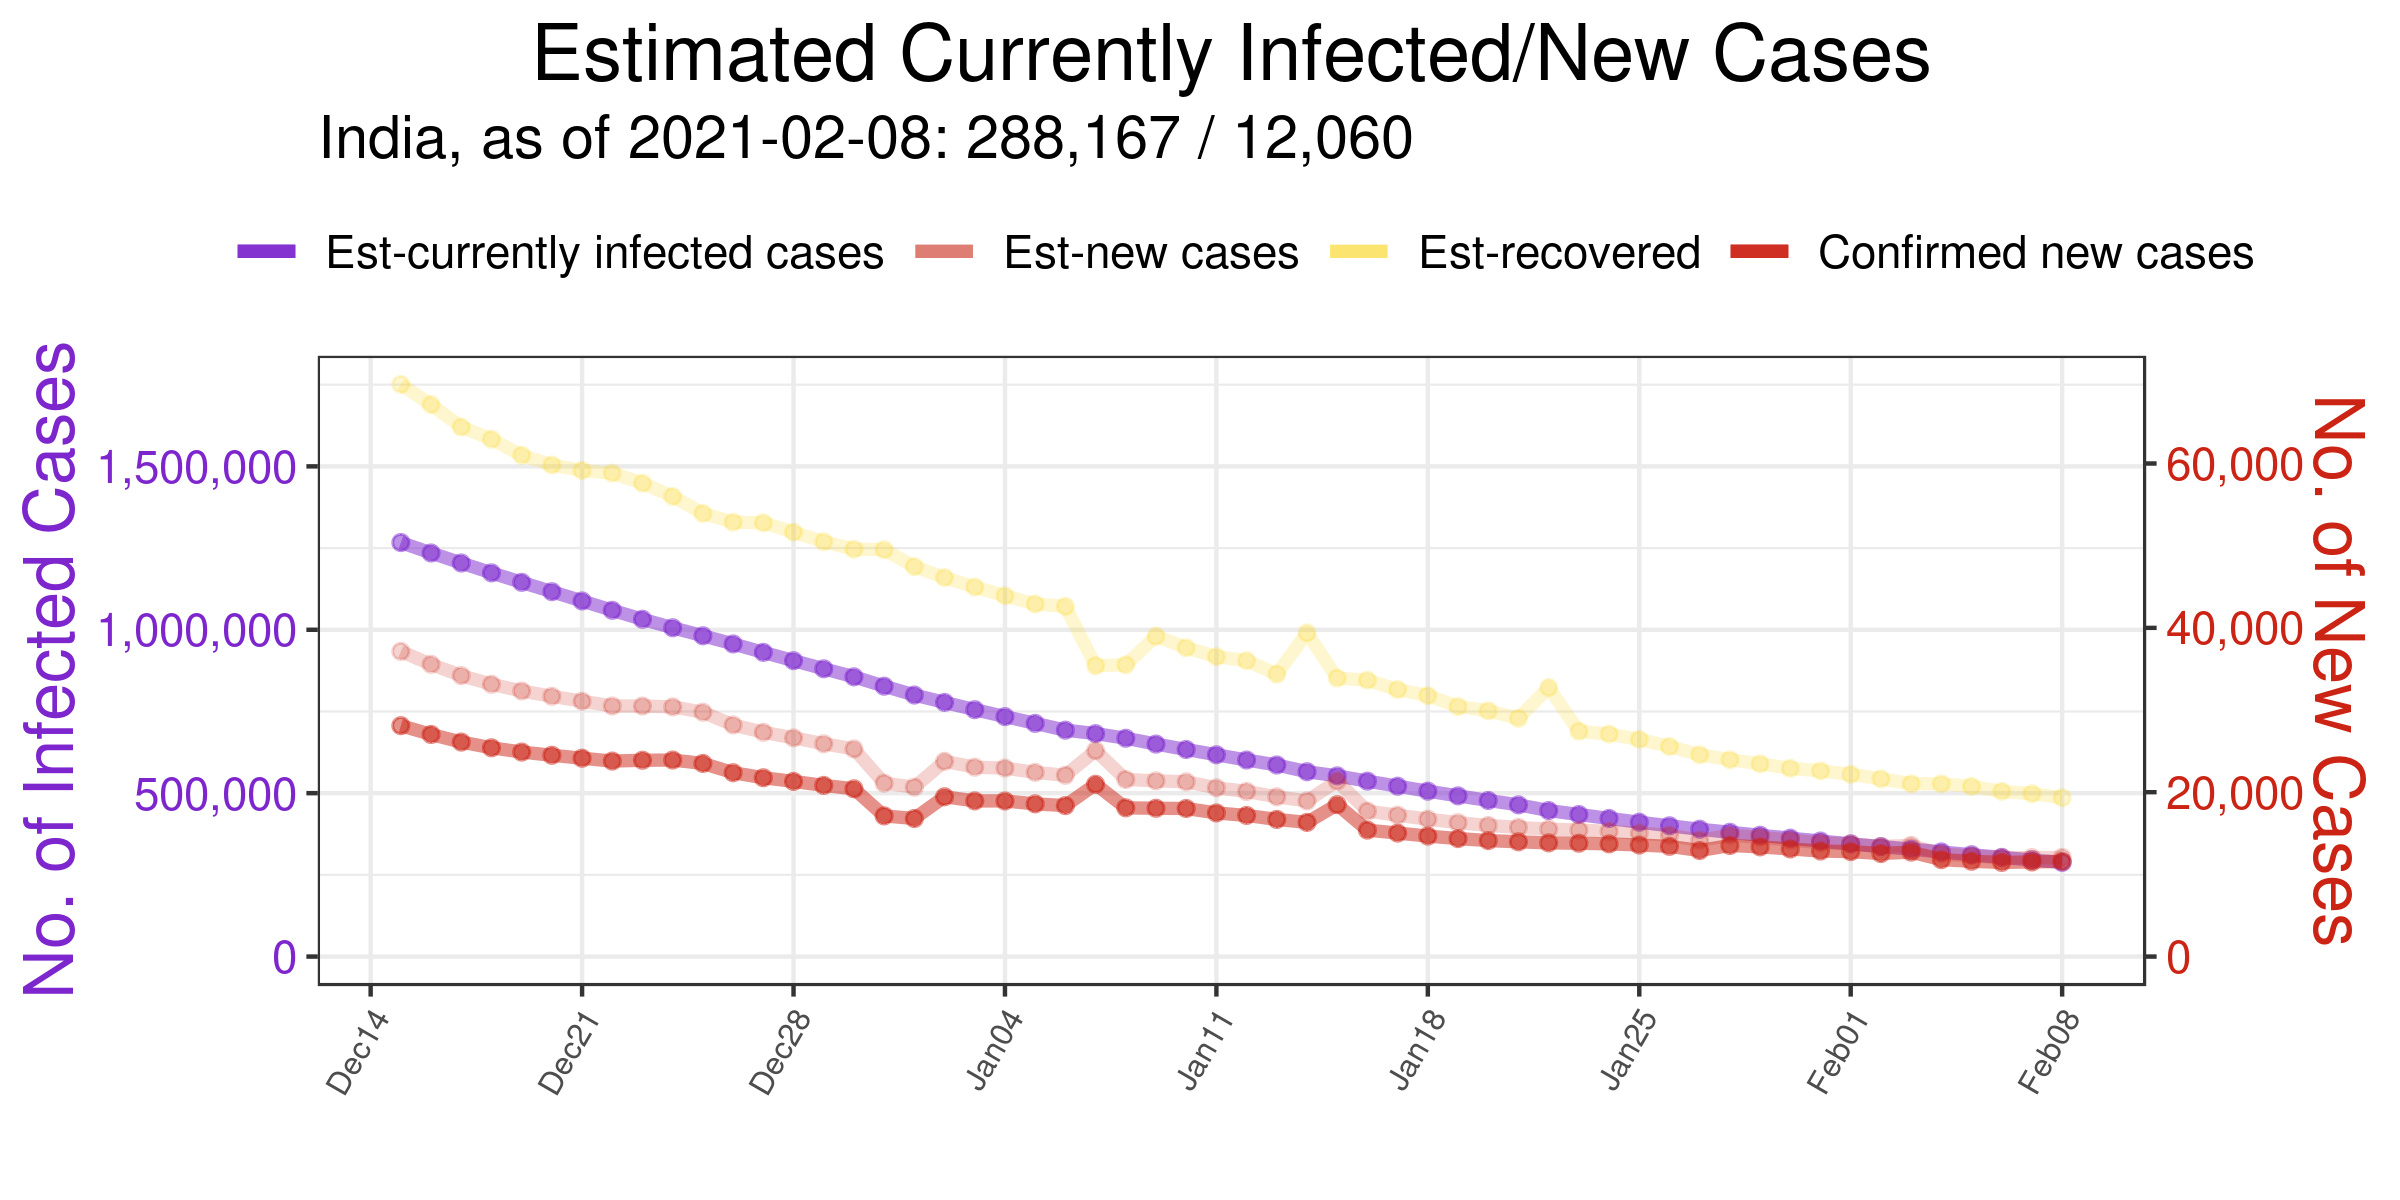 Estimated Currently Infected/New Cases
India, as of 2021-02-08: 288,167 / 12,060
Est-currently infected cases Est-new cases Est-recovered Confirmed new cases
No. of Infected Cases
1,500,000
1,000,000
500,000
0
60,000
40,000
20,000
0
No. of New Cases
Dec14 Dec21 Dec28 Jan04 Jan11 Jan18 Jan25 Feb01 Feb08